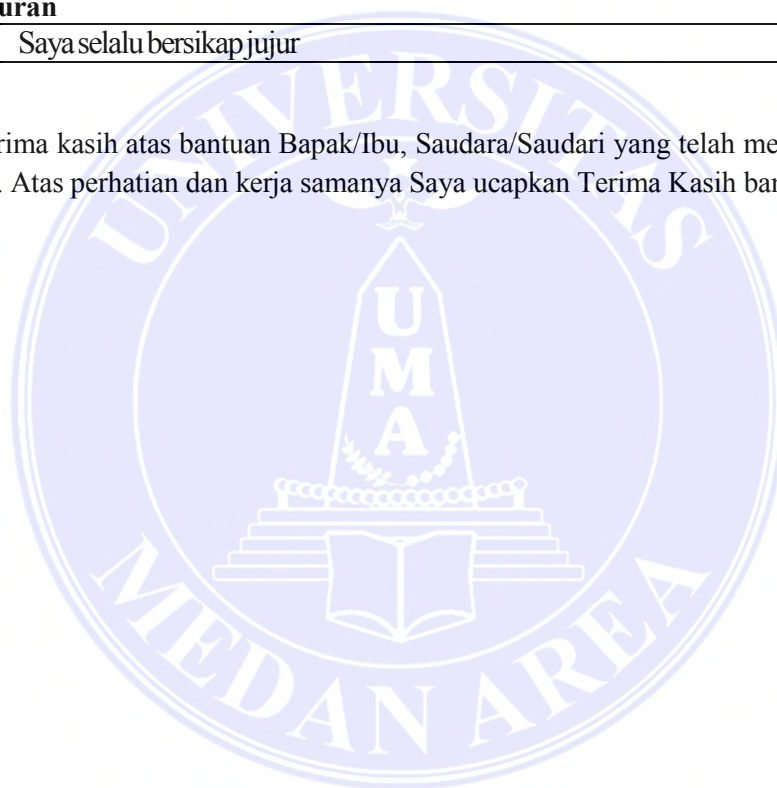 uran
Saya selalu bersikap jujur
rima kasih atas bantuan Bapak/Ibu, Saudara/Saudari yang telah me
. Atas perhatian dan kerja samanya Saya ucapkan Terima Kasih ban
UNIVERSITAS
U
M
A
MEDAN AREA